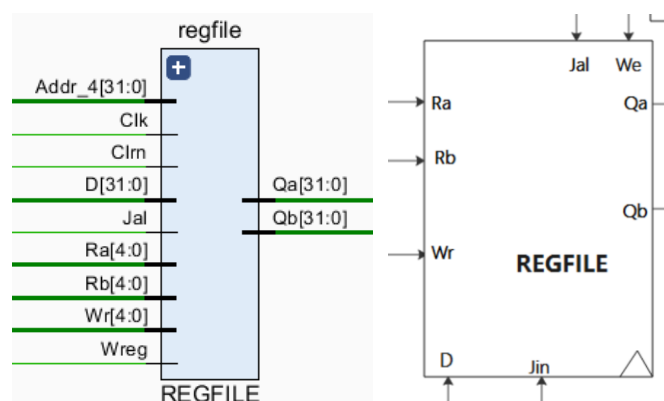 regfile
Addr_4[31:0]
Clk
Clrn
D[31:0]
Jal
Ra[4:0]
Rb[4:0]
Wr[4:0]
Wreg
Qa[31:0]
Qb[31:0]
REGFILE
Jal We
Ra
Qa
Rb
Qb
Wr
REGFILE
D
Jin